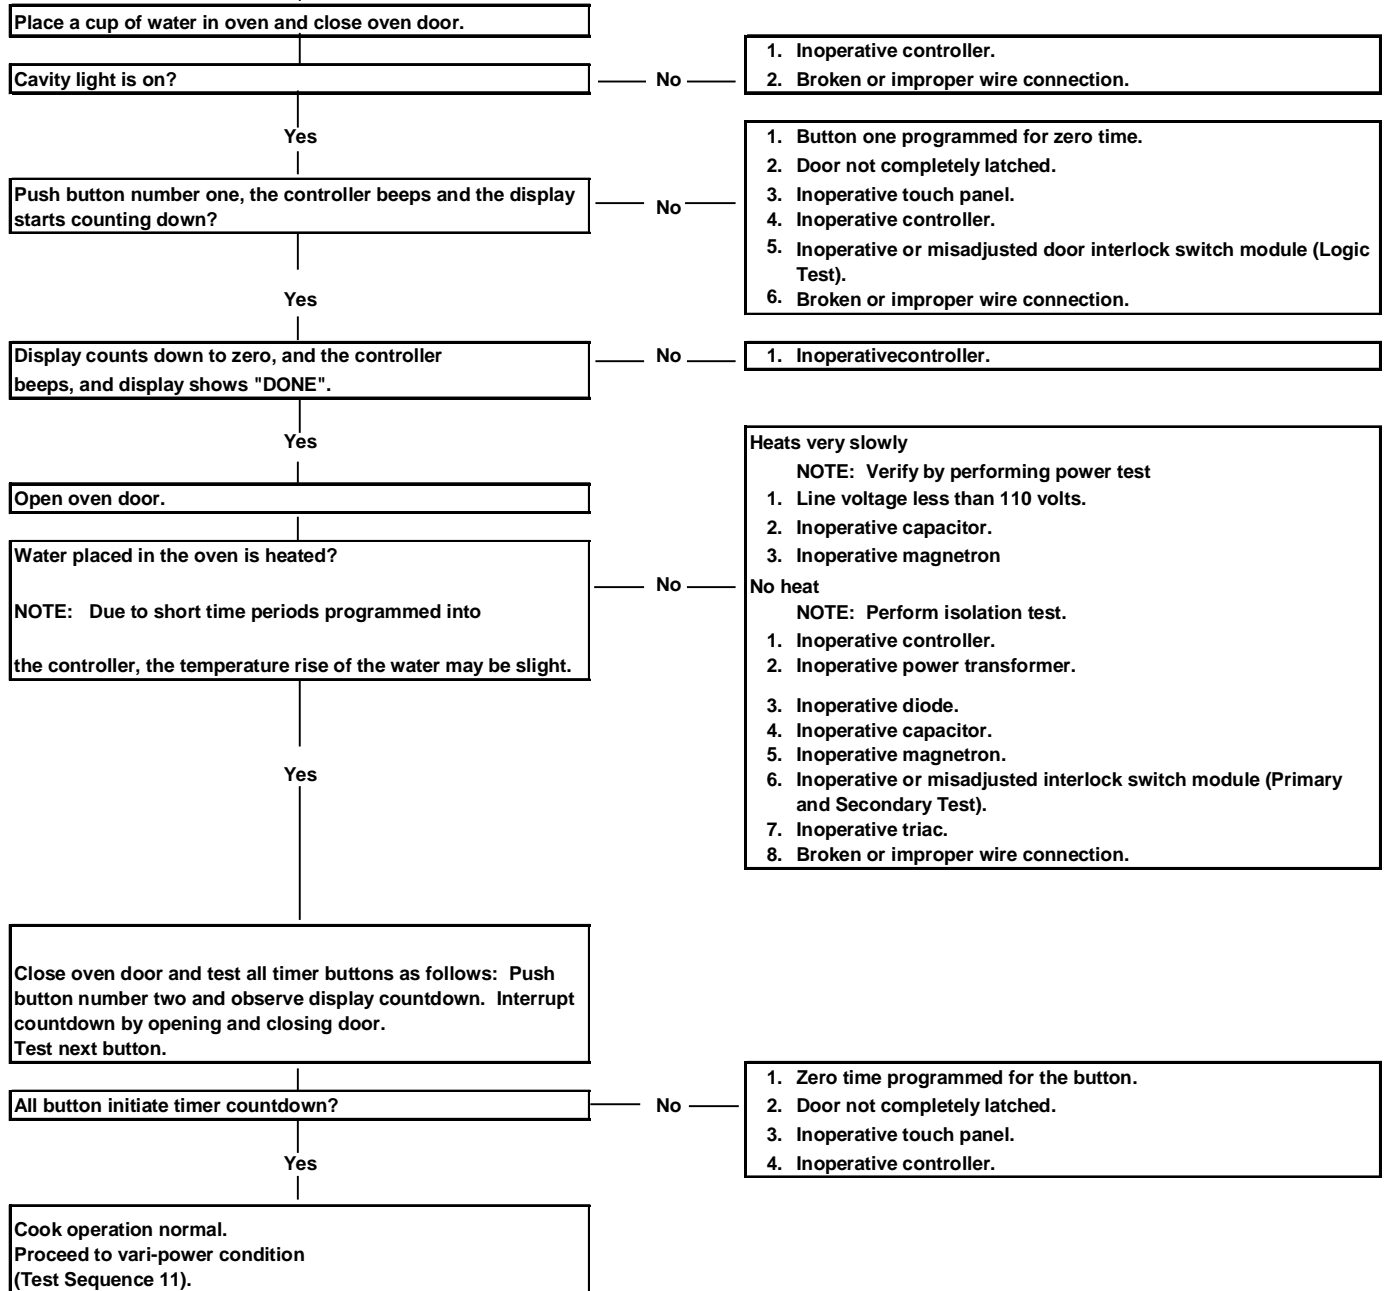 Place a cup of water in oven and close oven door.
Cavity light is on?
No
1. Inoperative controller.
2. Broken or improper wire connection.
Yes
Push button number one, the controller beeps and the display
starts counting down?
No
1. Button one programmed for zero time.
2. Door not completely latched.
3. Inoperative touch panel.
4. Inoperative controller.
5. Inoperative or misadjusted door interlock switch module (Logic
Test).
6. Broken or improper wire connection.
Yes
Display counts down to zero, and the controller
beeps, and display shows "DONE".
No
1. Inoperativecontroller.
Yes
Open oven door.
Water placed in the oven is heated?
NOTE: Due to short time periods programmed into
the controller, the temperature rise of the water may be slight.
No
Heats very slowly
NOTE: Verify by performing power test
1. Line voltage less than 110 volts.
2. Inoperative capacitor.
3. Inoperative magnetron
No heat
NOTE: Perform isolation test.
1. Inoperative controller.
2. Inoperative power transformer.
3. Inoperative diode.
4. Inoperative capacitor.
5. Inoperative magnetron.
6. Inoperative or misadjusted interlock switch module (Primary
and Secondary Test).
7. Inoperative triac.
8. Broken or improper wire connection.
Yes
Close oven door and test all timer buttons as follows: Push
button number two and observe display countdown. Interrupt
countdown by opening and closing door.
Test next button.
All button initiate timer countdown?
No
1. Zero time programmed for the button.
2. Door not completely latched.
3. Inoperative touch panel.
4. Inoperative controller.
Yes
Cook operation normal.
Proceed to vari-power condition
(Test Sequence 11).